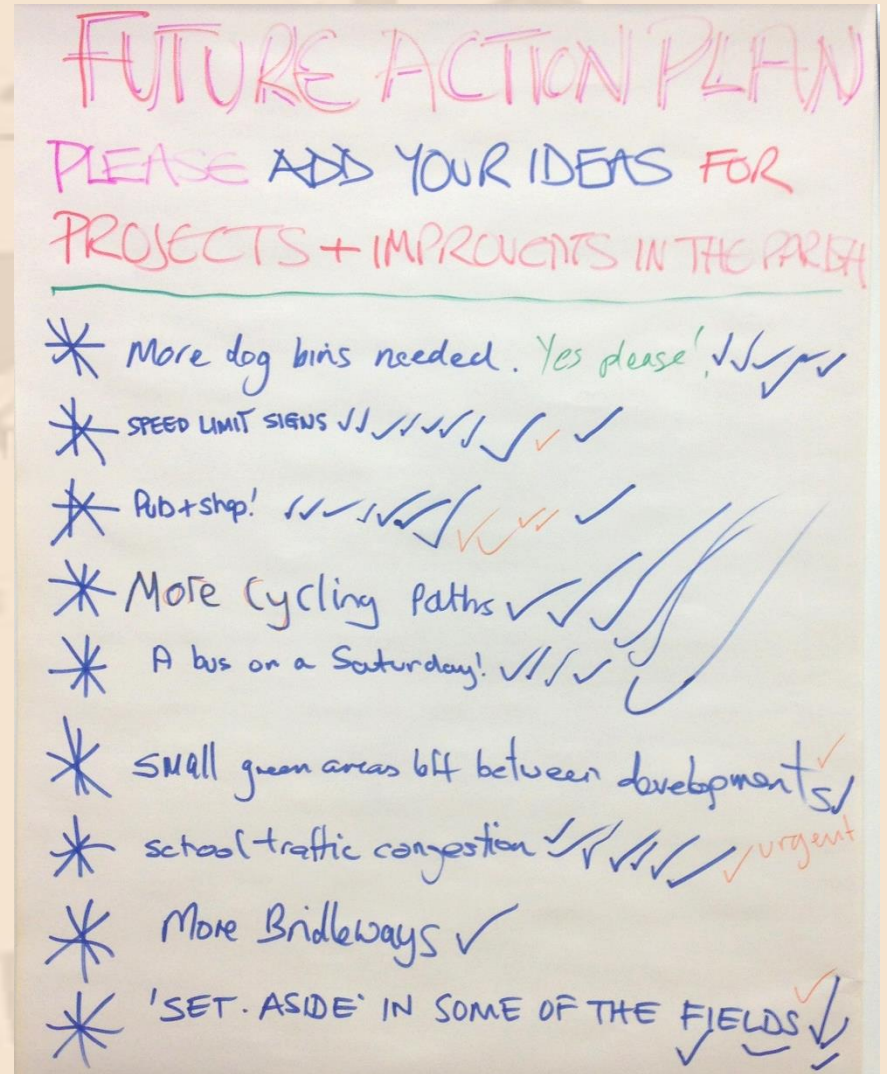 FUTURE ACTION PLAN
PLEASE ADD YOUR IDEAS FOR
PROJECTS + IMPROVENTS IN THE PARISH
More dog bins needed. Yes please!
SPEED LIMIT SIGNS
Pub + shop!
More Cycling Paths
A bus on a Saturday!
Small green areas between developments
school traffic congestion urgent
More Bridleways
'SET.ASIDE' IN SOME OF THE FIELDS